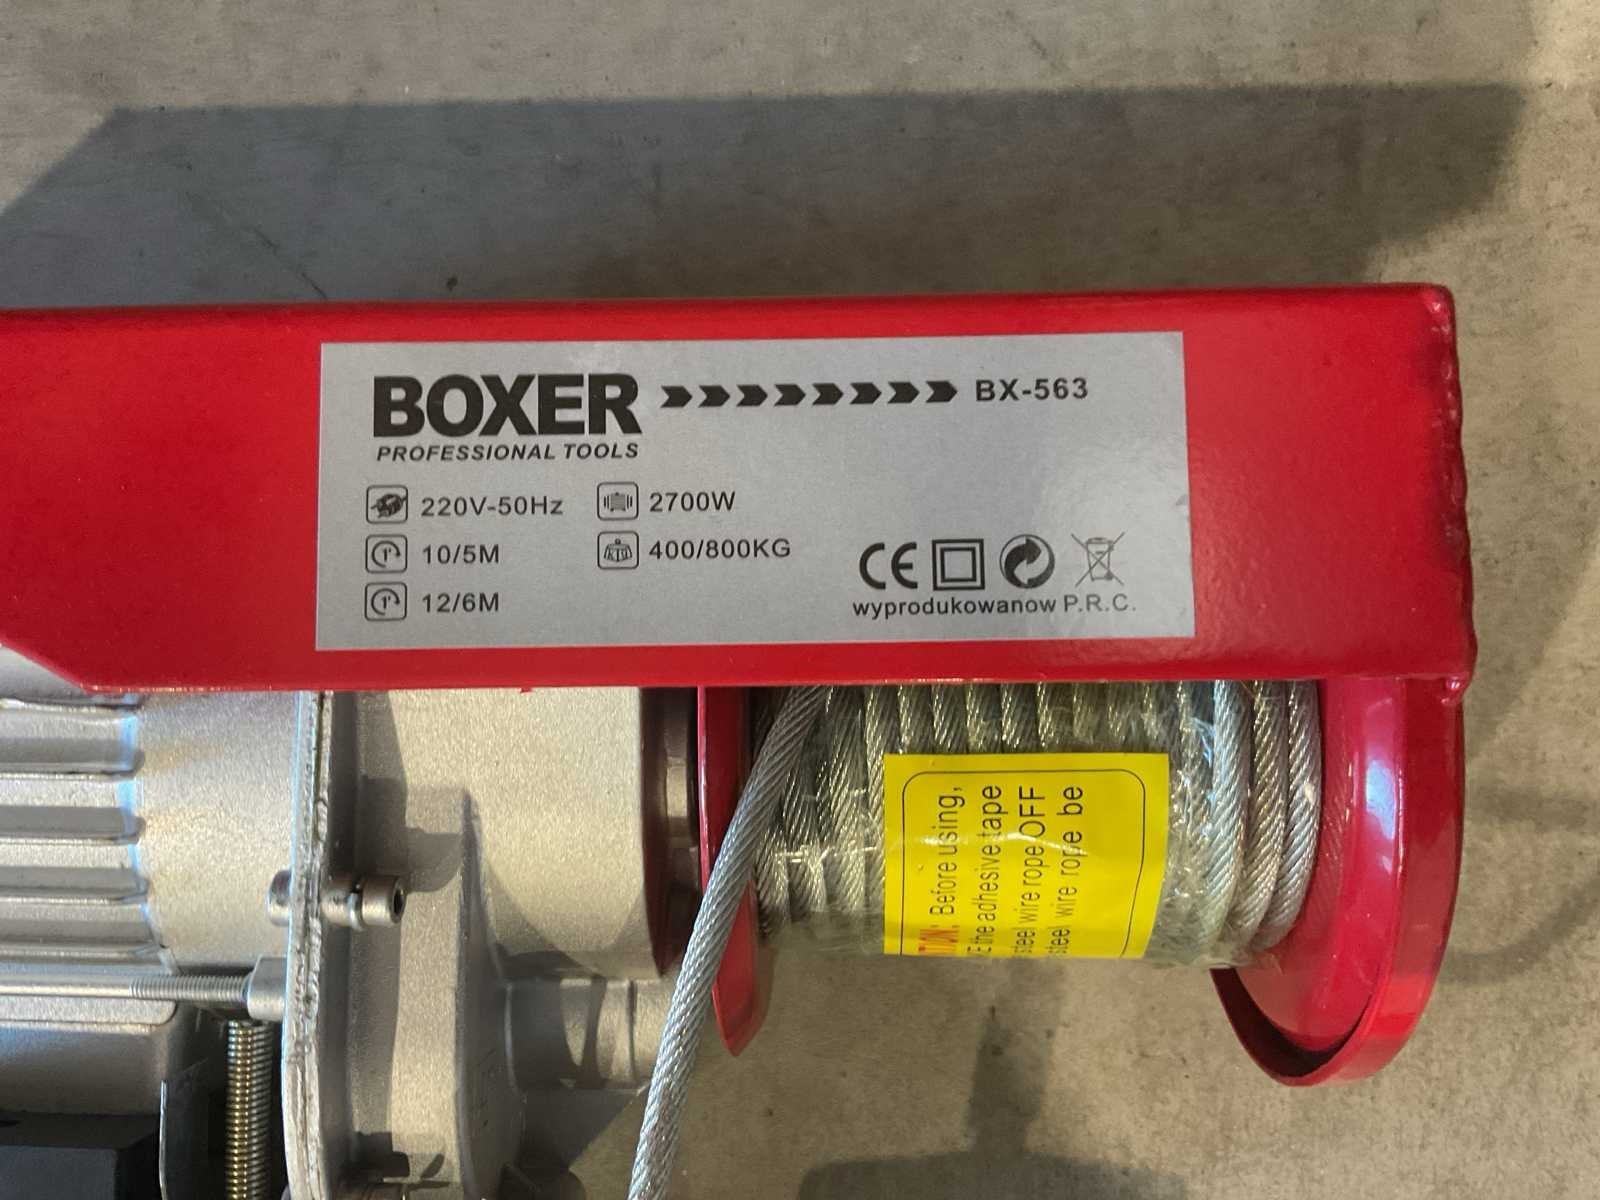 BOXER BX-563
PROFESSIONAL TOOLS
220V-50Hz 2700W
10/5M 400/800KG
12/6M
CE
wyprodukowanow P.R.C.
Before using,
the adhesive tape
steel wire rope OFF
steel wire rope be